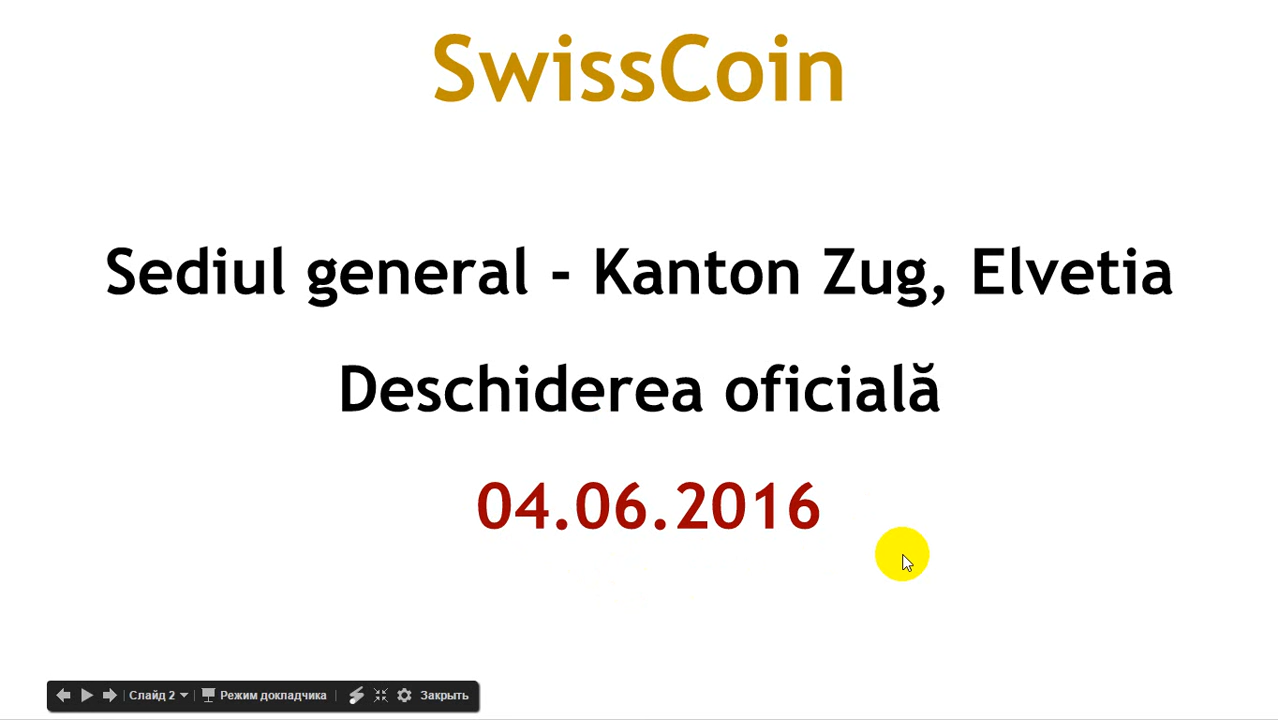 SwissCoin
Sediul general - Kanton Zug, Elvetia
Deschiderea oficială
04.06.2016
Слайд 2 Режим докладчика Закрыть